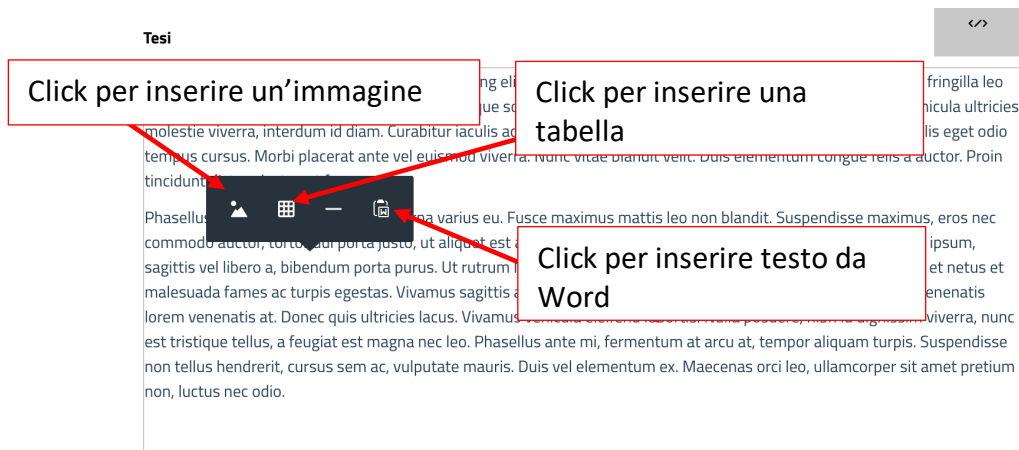 </>
Tesi
Click per inserire un’immagine
Click per inserire una
tabella
Click per inserire testo da
Word
fringilla leo
molestie viverra, interdum id diam. Curabitur iaculis lis eget odio
tempus cursus. Morbi placerat ante vel euismod viverra. Nunc vitae blandit velit. Duis elementum congue felis a auctor. Proin
tincidunt
Phasellus varius eu. Fusce maximus mattis leo non blandit. Suspendisse maximus, eros nec
commodo auctor, tortor dui porta justo, ut aliquet est ipsum,
sagittis vel libero a, bibendum porta purus. Ut rutrum et netus et
malesuada fames ac turpis egestas. Vivamus sagittis
lorem venenatis at. Donec quis ultricies lacus. Vivamus viverra, nunc
est tristique tellus, a feugiat est magna nec leo. Phasellus ante mi, fermentum at arcu at, tempor aliquam turpis. Suspendisse
non tellus hendrerit, cursus sem ac, vulputate mauris. Duis vel elementum ex. Maecenas orci leo, ullamcorper sit amet pretium
non, luctus nec odio.